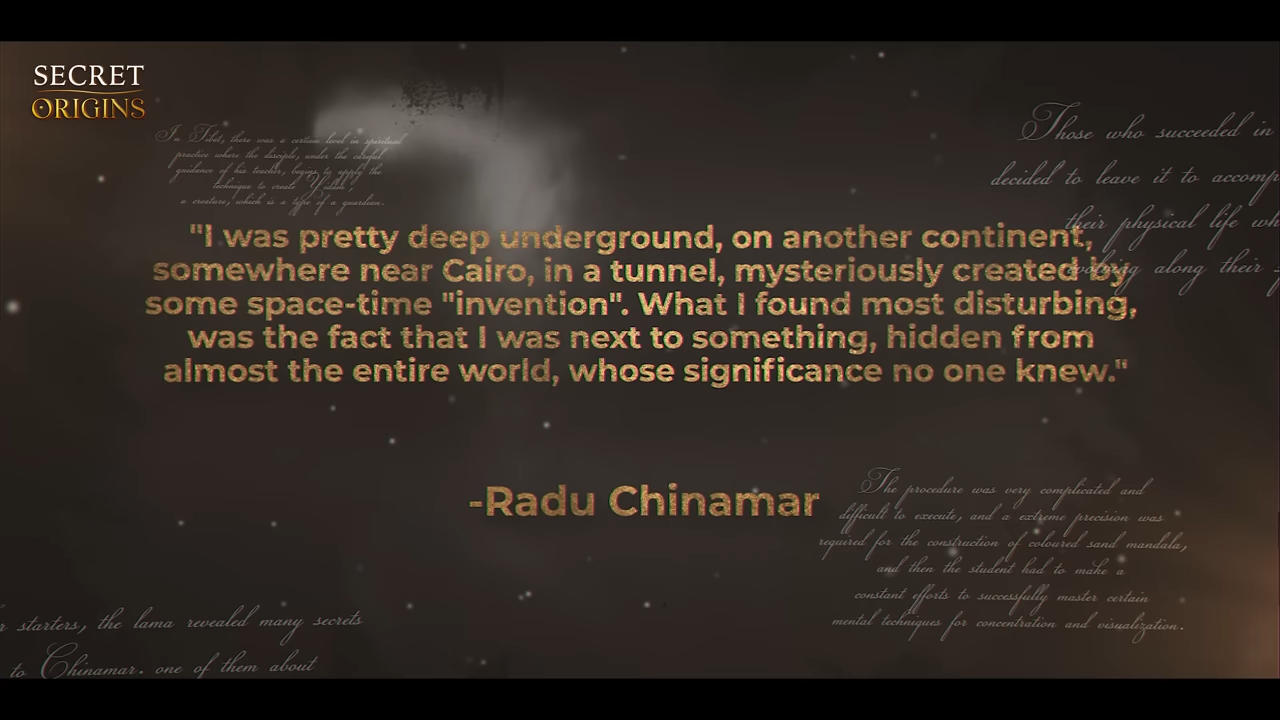 SECRET
ORIGINS
In Tibet, there was a certain level in spiritual
practice where the disciple, under the careful
guidance of his teacher, begins to apply the
technique to create "Yidam",
a creature, which is a type of a guardian.
Those who succeeded in
decided to leave it to accomp
their physical life wh
evolving along their
"I was pretty deep underground, on another continent,
somewhere near Cairo, in a tunnel, mysteriously created by
some space-time "invention". What I found most disturbing,
was the fact that I was next to something, hidden from
almost the entire world, whose significance no one knew."
-Radu Chinamar
The procedure was very complicated and
difficult to execute, and a extreme precision was
required for the construction of coloured sand mandala,
and then the student had to make a
constant efforts to successfully master certain
mental techniques for concentration and visualization.
r starters, the lama revealed many secrets
to Chinamar. one of them about